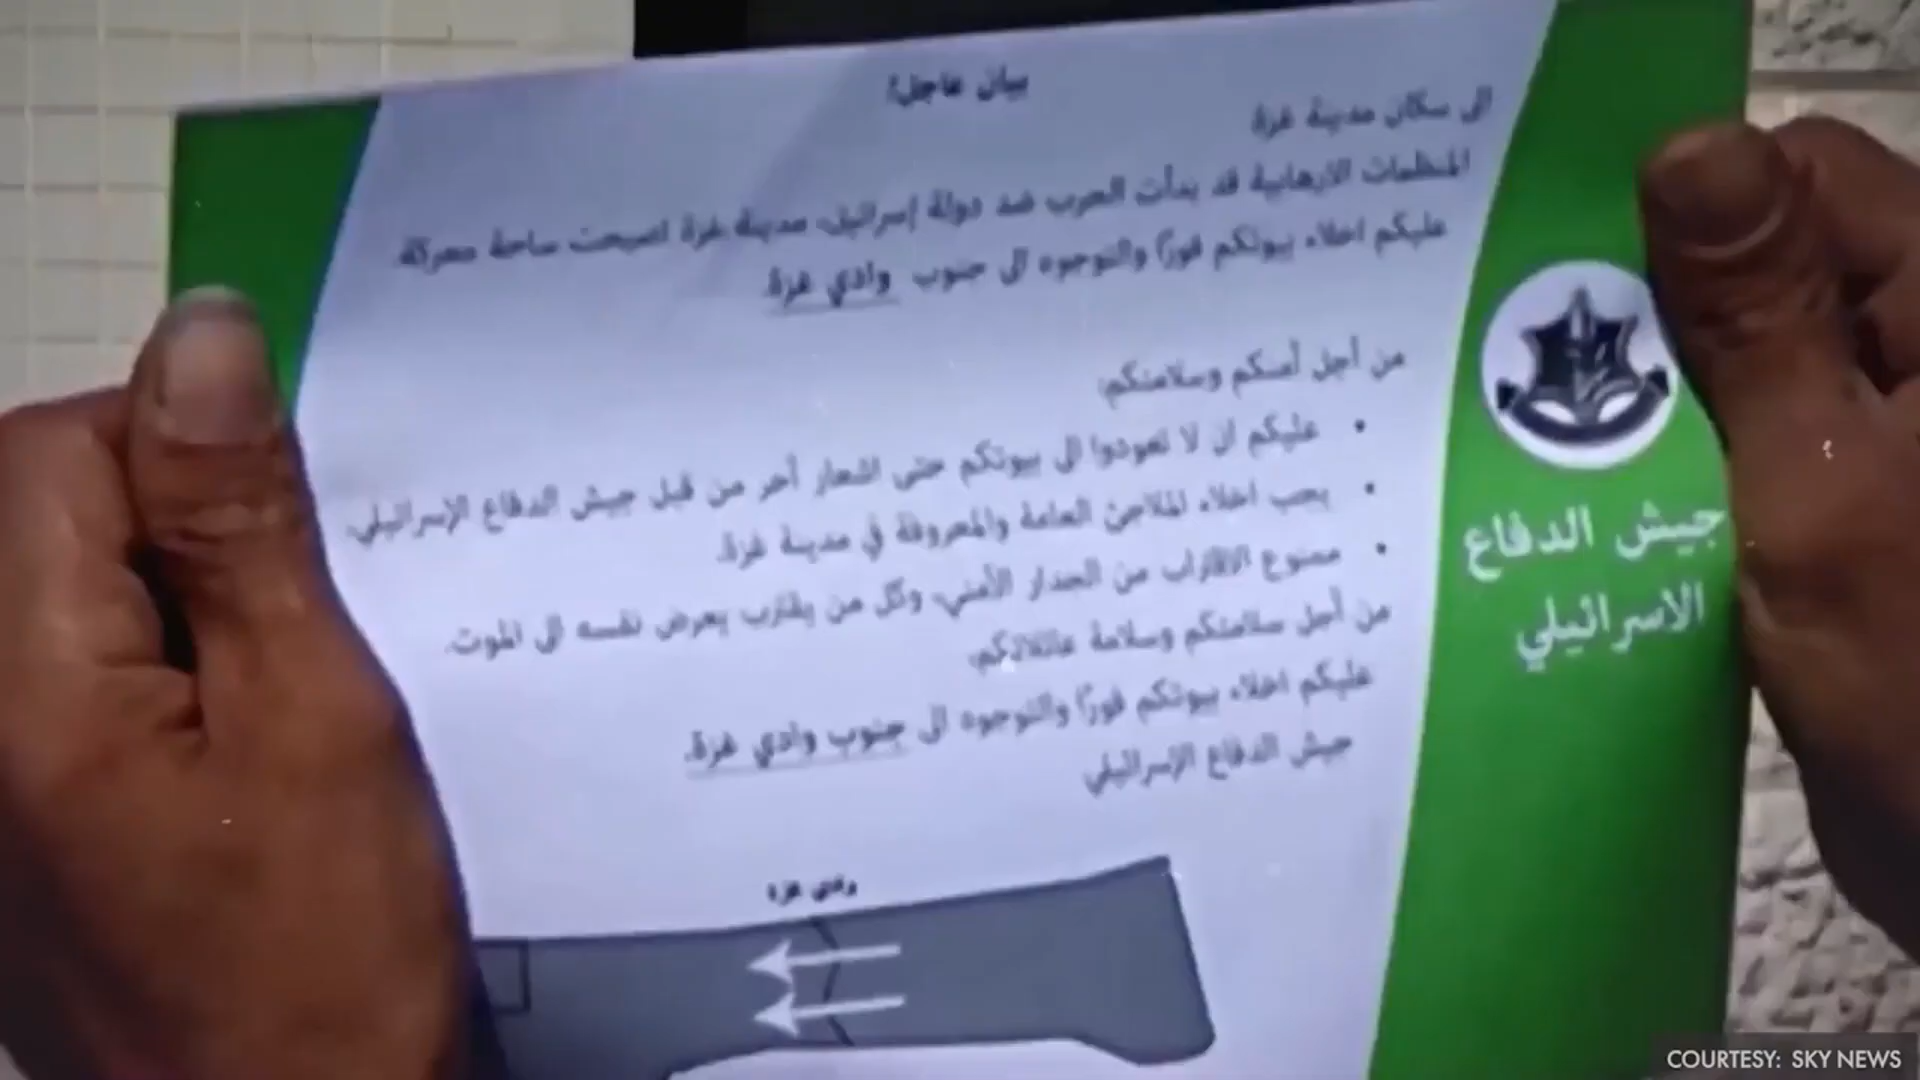 بيان عاجل!
الى سكان مدينة غزة
المنظمات الارهابية قد بدأت الحرب ضد دولة إسرائيل، مدينة غزة اصبحت ساحة معركة.
عليكم اخلاء بيوتكم فورًا والتوجوه الى جنوب وادي غزة.
من أجل أمنكم وسلامتكم:
• عليكم ان لا تعودوا الى بيوتكم حتى اشعار أخر من قبل جيش الدفاع الإسرائيلي.
• يجب اخلاء الملاجئ العامة والمعروفة في مدينة غزة.
• ممنوع الاقتراب من الجدار الأمني، وكل من يقترب يعرض نفسه الى الموت.
من أجل سلامتكم وسلامة عائلاتكم،
عليكم اخلاء بيوتكم فورًا والتوجوه الى جنوب وادي غزة.
جيش الدفاع الإسرائيلي
وادي غزة
جيش الدفاع
الاسرائيلي
COURTESY: SKY NEWS